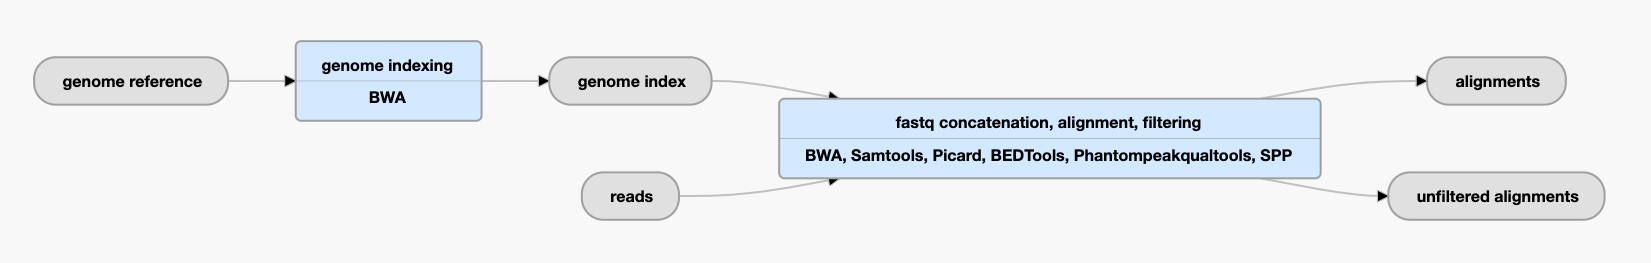 genome reference
genome indexing
BWA
genome index
reads
fastq concatenation, alignment, filtering
BWA, Samtools, Picard, BEDTools, Phantompeakqualtools, SPP
alignments
unfiltered alignments